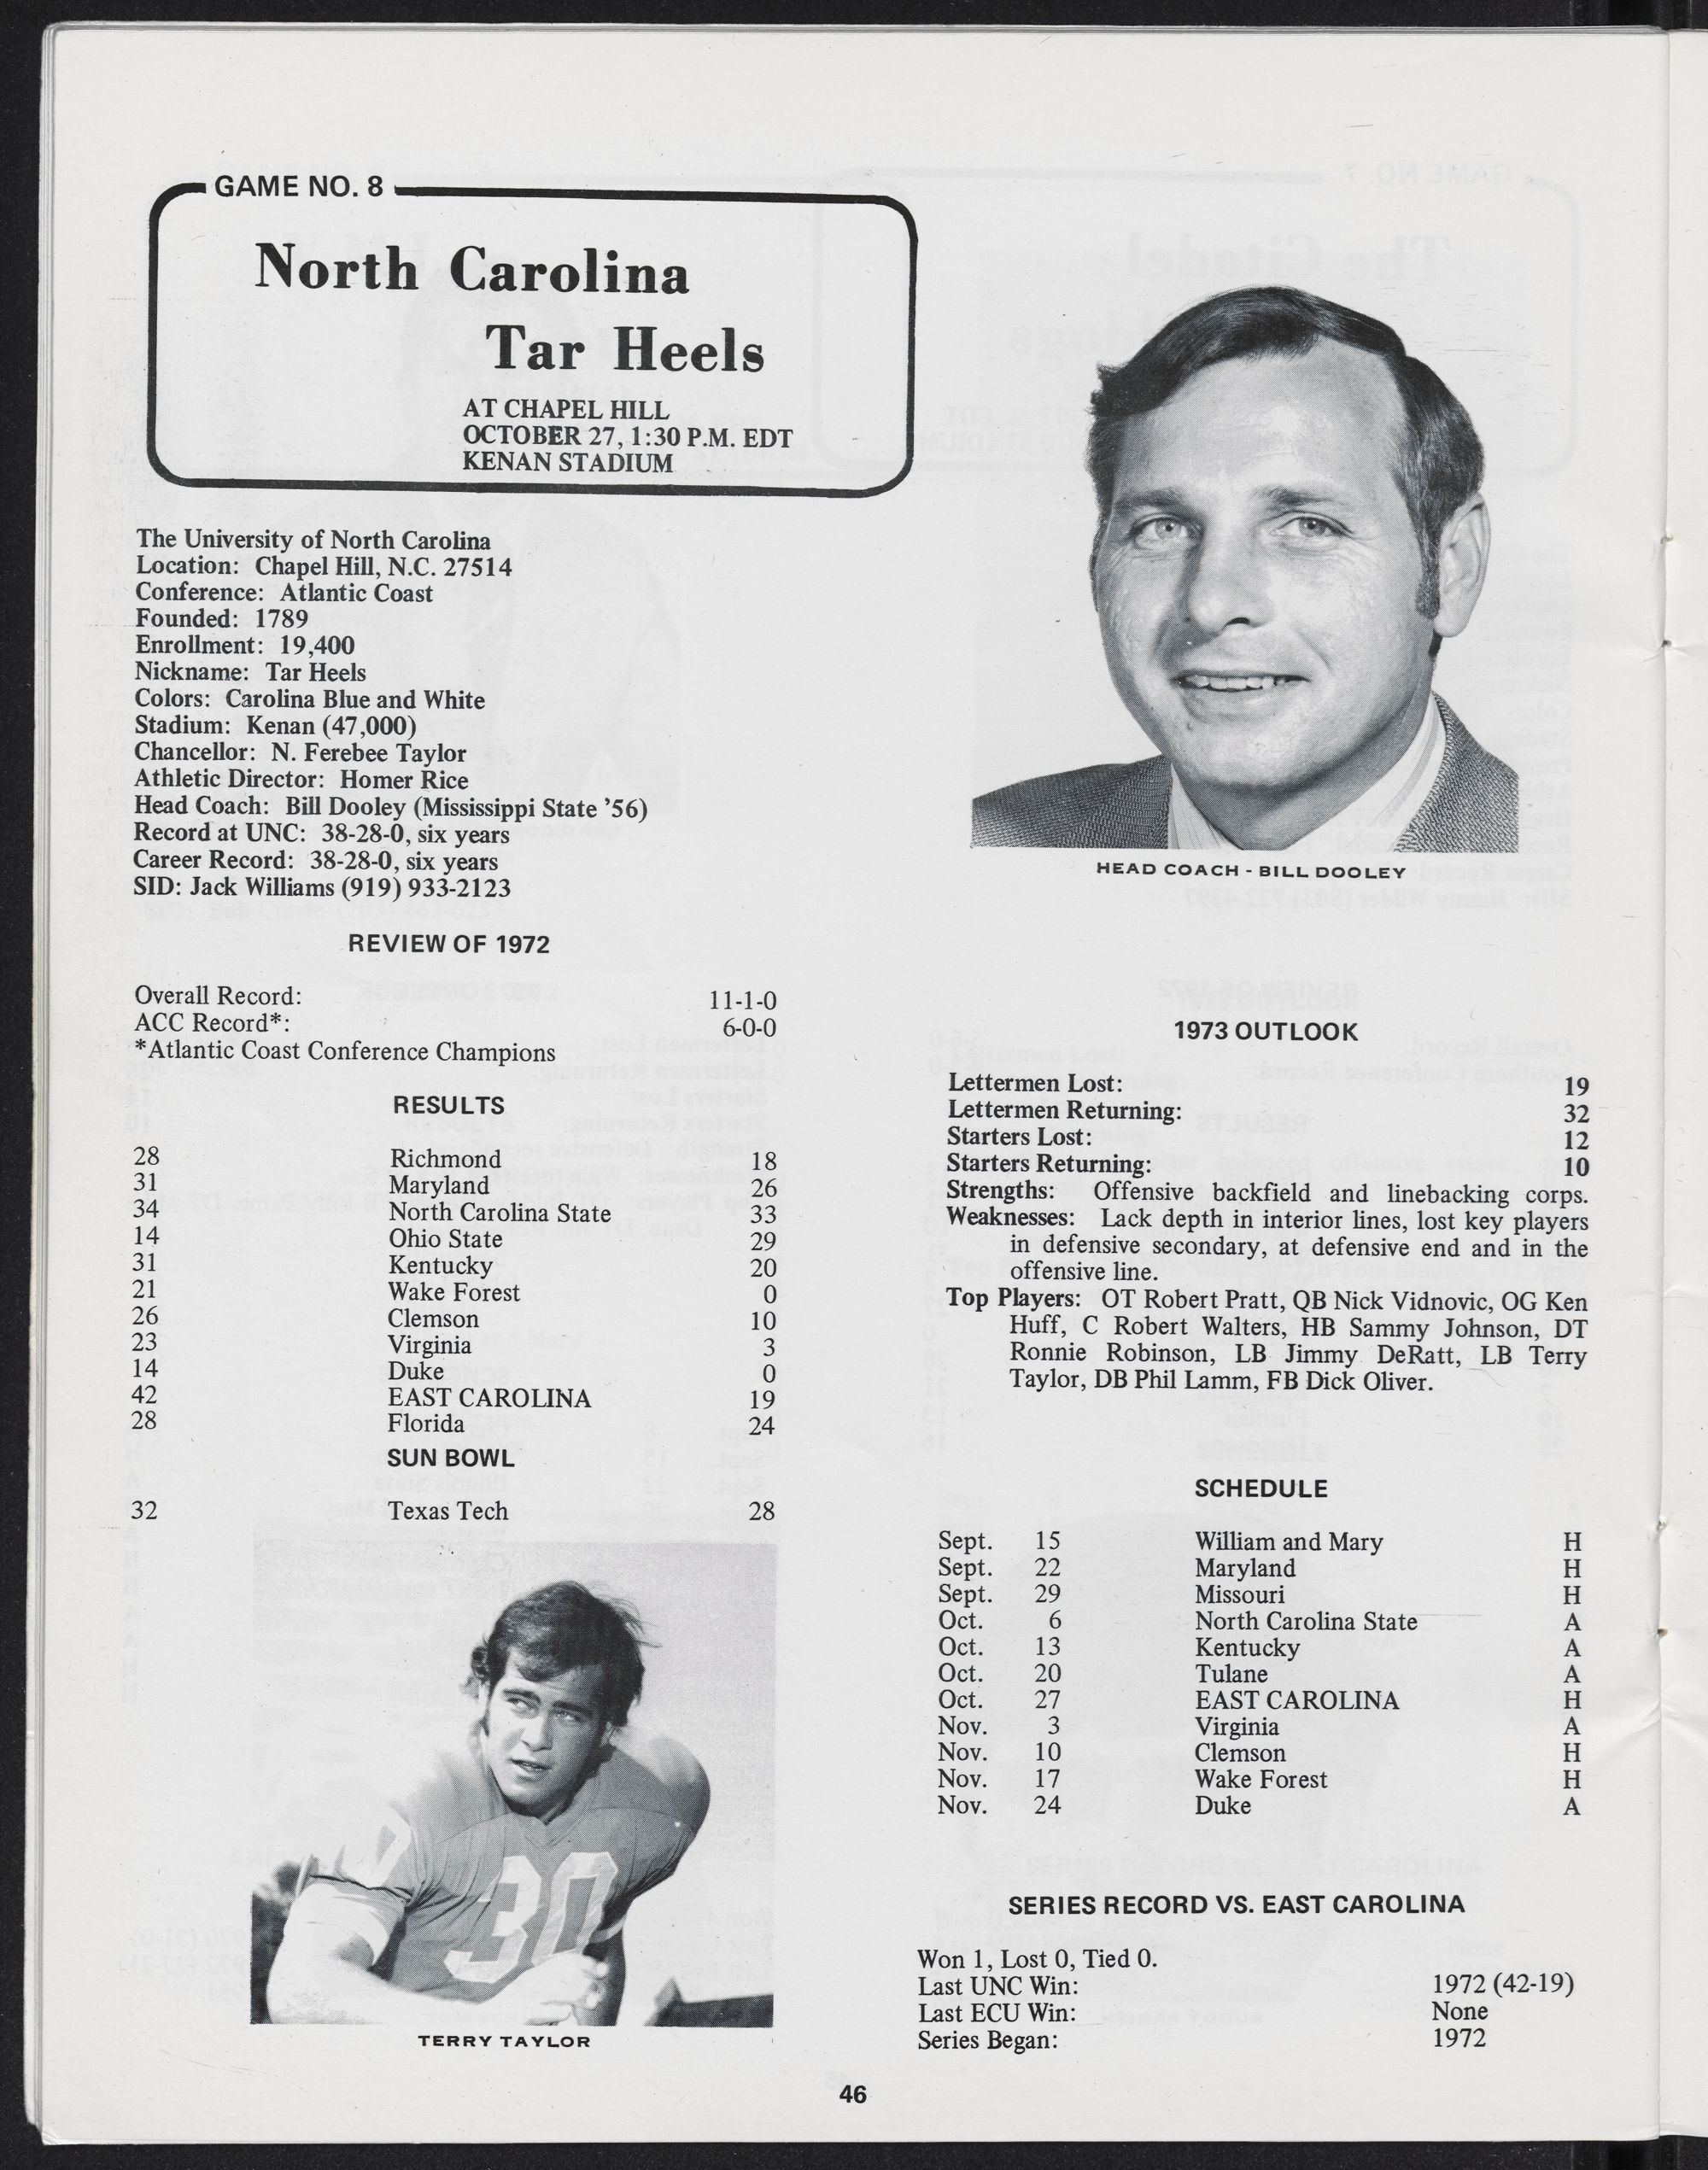 GAME NO. 8
North Carolina
Tar Heels
AT CHAPEL HILL
OCTOBER 27, 1:30 P.M. EDT
KENAN STADIUM
The University of North Carolina
Location: Chapel Hill, N.C. 27514
Conference: Atlantic Coast
Founded: 1789
Enrollment: 19,400
Nickname: Tar Heels
Colors: Carolina Blue and White
Stadium: Kenan (47,000)
Chancellor: N. Ferebee Taylor
Athletic Director: Homer Rice
Head Coach: Bill Dooley (Mississippi State ’56)
Record at UNC: 38-28-0, six years
Career Record: 38-28-0, six years
SID: Jack Williams (919) 933-2123
REVIEW OF 1972
Overall Record: 11-1-0
ACC Record*: 6-0-0
*Atlantic Coast Conference Champions
RESULTS
28 Richmond 18
31 Maryland 26
34 North Carolina State 33
14 Ohio State 29
31 Kentucky 20
21 Wake Forest 0
26 Clemson 10
23 Virginia 3
14 Duke 0
42 EAST CAROLINA 19
28 Florida 24
SUN BOWL
32 Texas Tech 28
30
TERRY TAYLOR
HEAD COACH - BILL DOOLEY
1973 OUTLOOK
Lettermen Lost: 19
Lettermen Returning: 32
Starters Lost: 12
Starters Returning: 10
Strengths: Offensive backfield and linebacking corps.
Weaknesses: Lack depth in interior lines, lost key players
in defensive secondary, at defensive end and in the
offensive line.
Top Players: OT Robert Pratt, QB Nick Vidnovic, OG Ken
Huff, C Robert Walters, HB Sammy Johnson, DT
Ronnie Robinson, LB Jimmy DeRatt, LB Terry
Taylor, DB Phil Lamm, FB Dick Oliver.
SCHEDULE
Sept. 15 William and Mary H
Sept. 22 Maryland H
Sept. 29 Missouri H
Oct. 6 North Carolina State A
Oct. 13 Kentucky A
Oct. 20 Tulane A
Oct. 27 EAST CAROLINA H
Nov. 3 Virginia A
Nov. 10 Clemson H
Nov. 17 Wake Forest H
Nov. 24 Duke A
SERIES RECORD VS. EAST CAROLINA
Won 1, Lost 0, Tied 0.
Last UNC Win: 1972 (42-19)
Last ECU Win: None
Series Began: 1972
46